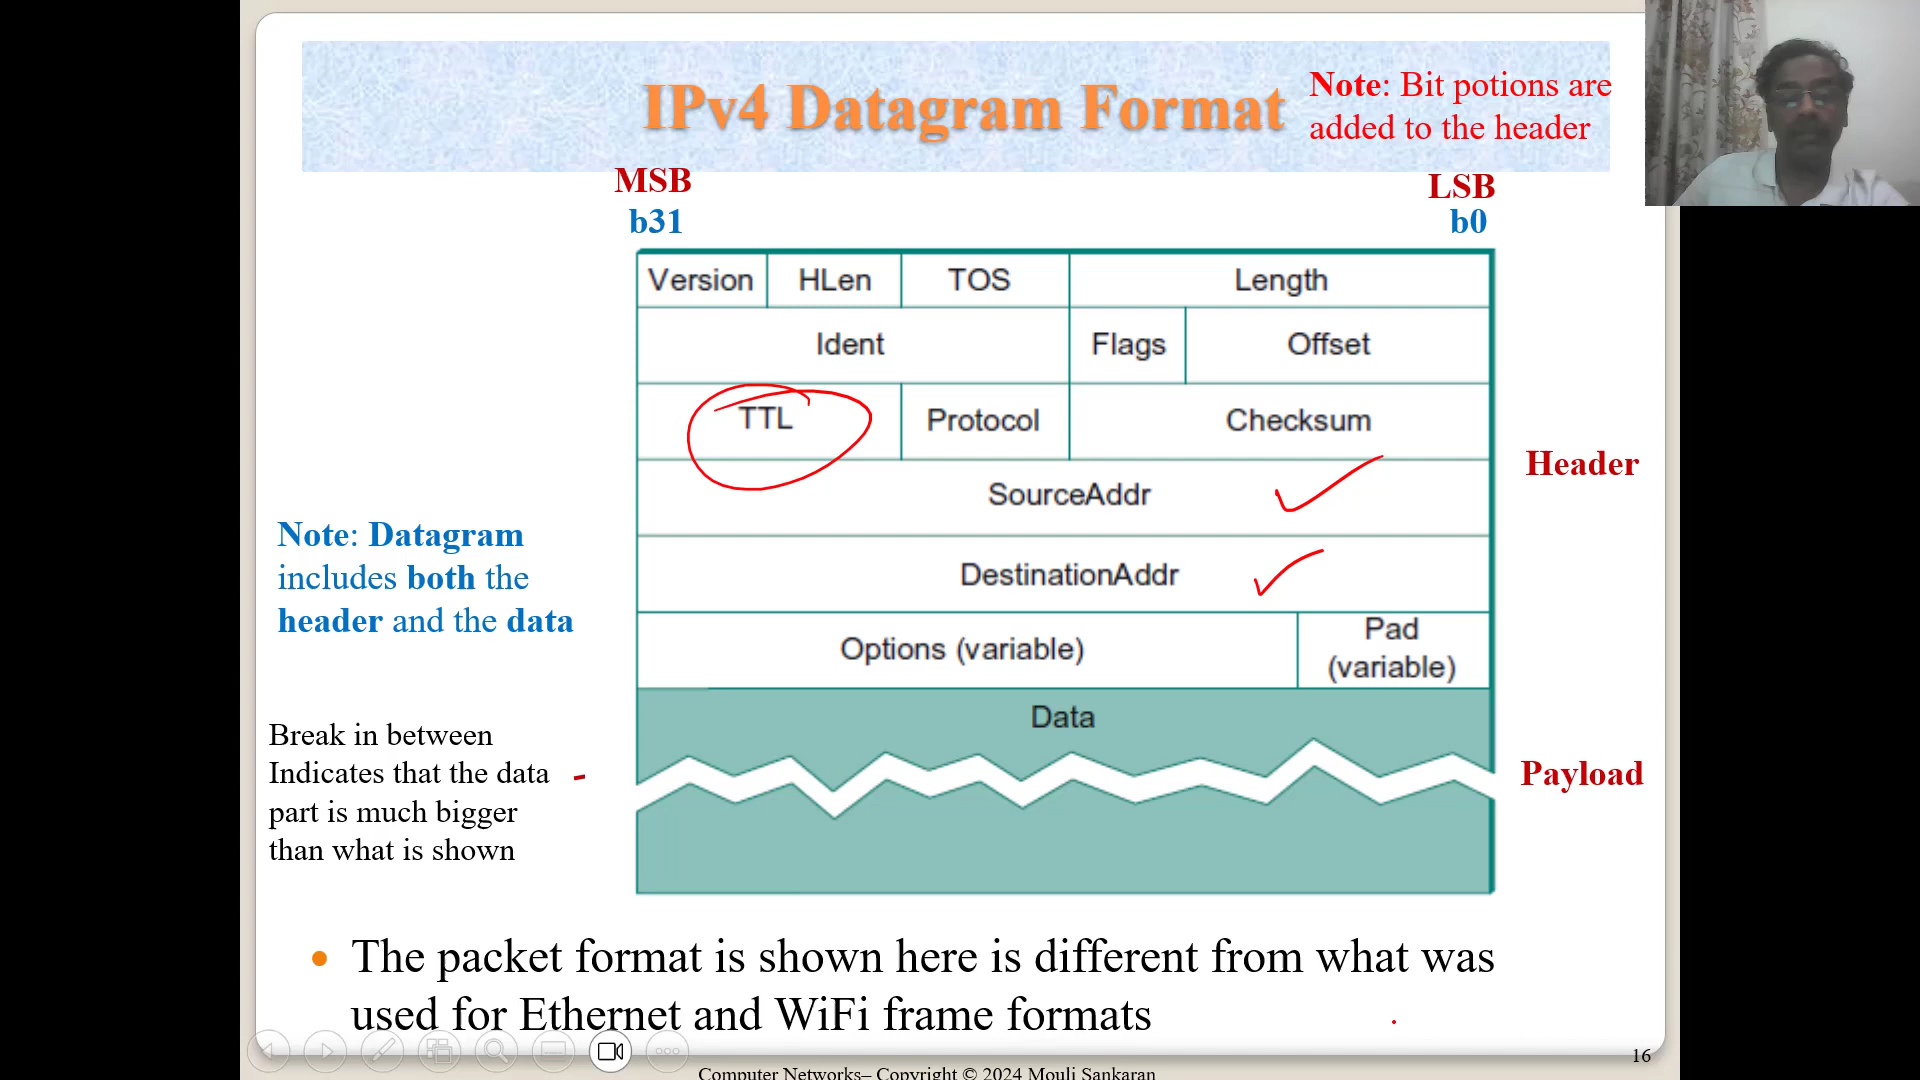 IPv4 Datagram Format
Note: Bit potions are
added to the header
MSB
LSB
b31
b0
Version HLen TOS Length
Ident Flags Offset
TTL Protocol Checksum
Header
SourceAddr
DestinationAddr
Note: Datagram
includes both the
header and the data
Options (variable)
Pad
(variable)
Data
Break in between
Indicates that the data
part is much bigger
than what is shown
Payload
The packet format is shown here is different from what was
used for Ethernet and WiFi frame formats
16
Computer Networks– Copyright © 2024 Mouli Sankaran